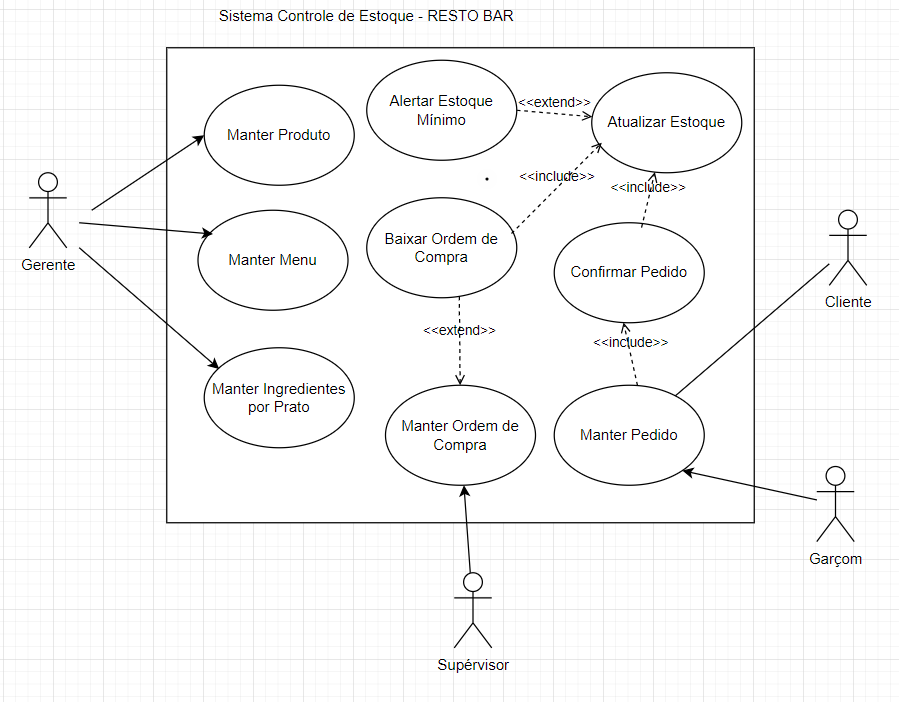 Sistema Controle de Estoque - RESTO BAR
Alertar Estoque
Mínimo
<<extend>>
Atualizar Estoque
Manter Produto
<<include>>
<<include>>
Baixar Ordem de
Compra
Manter Menu
Confirmar Pedido
Gerente
Cliente
<<extend>>
<<include>>
Manter Ingredientes
por Prato
Manter Ordem de
Compra
Manter Pedido
Garçom
Supérvisor